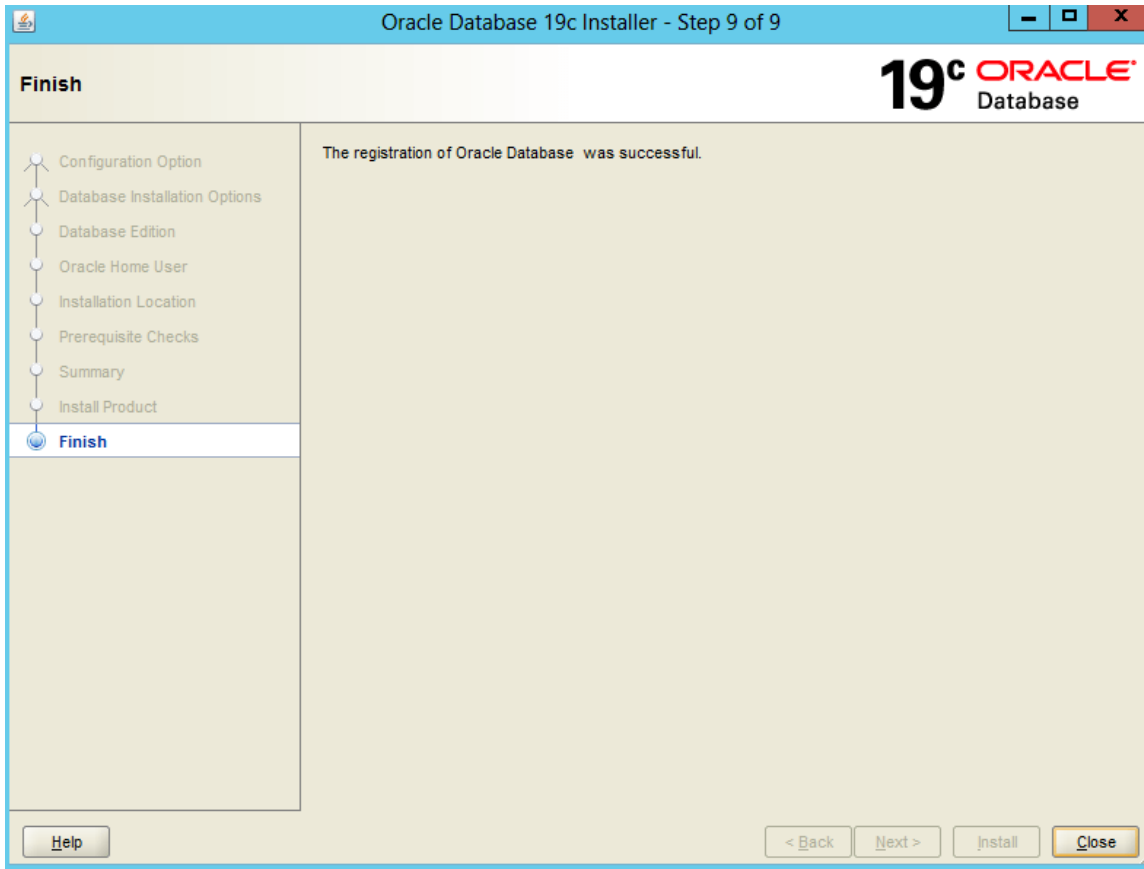 Oracle Database 19c Installer - Step 9 of 9
Finish
19c ORACLE
Database
Configuration Option
Database Installation Options
Database Edition
Oracle Home User
Installation Location
Prerequisite Checks
Summary
Install Product
Finish
The registration of Oracle Database  was successful.
Help
< Back
Next >
Install
Close